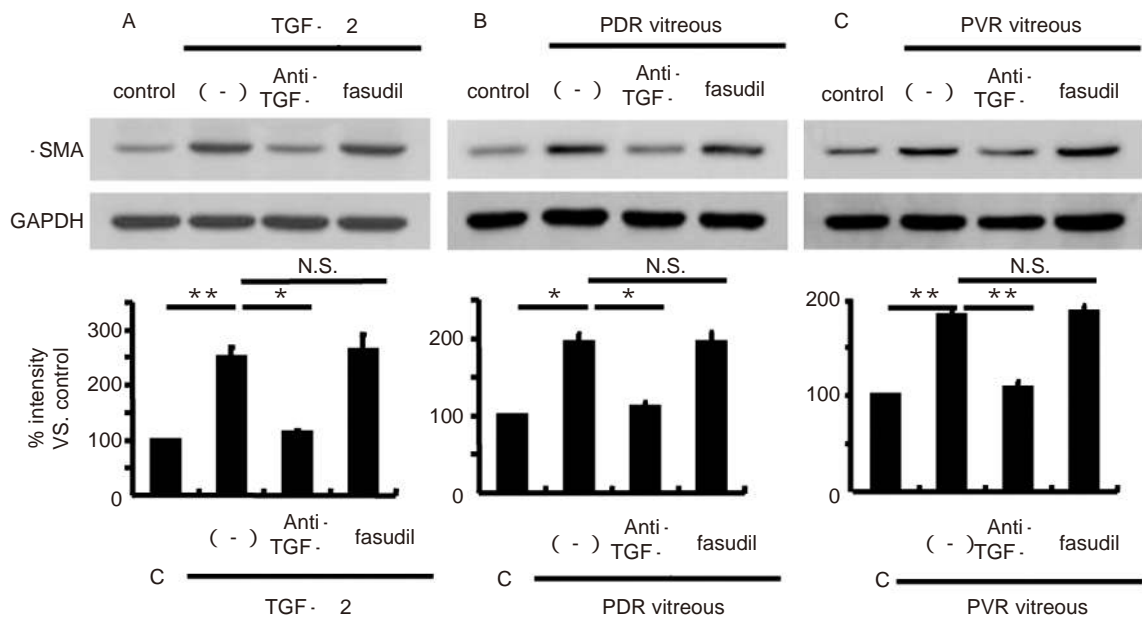 A TGF- 2
control ( - ) Anti- TGF- fasudil
B PDR vitreous
control ( - ) Anti- TGF- fasudil
C PVR vitreous
control ( - ) Anti- TGF- fasudil
-SMA
GAPDH
N.S.
** *
% intensity
VS. control
350
250
100
0
( - ) Anti- TGF- fasudil
C
TGF- 2
N.S.
* *
200
100
0
( - ) Anti- TGF- fasudil
C
PDR vitreous
N.S.
** **
200
100
0
( - ) Anti- TGF- fasudil
C
PVR vitreous